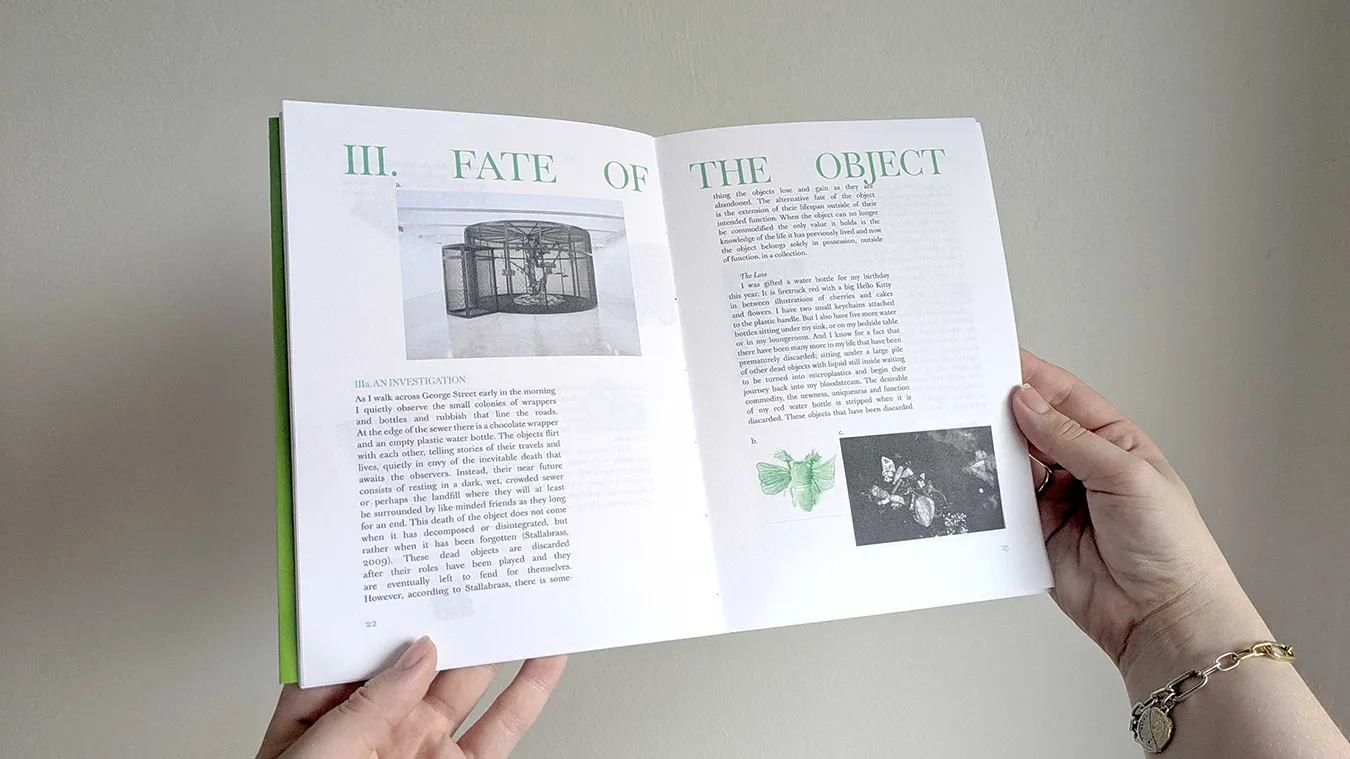 III. FATE OF THE OBJECT
a.
IIIa. AN INVESTIGATION
As I walk across George Street early in the morning
I quietly observe the small colonies of wrappers
and bottles and rubbish that line the roads.
At the edge of the sewer there is a chocolate wrapper
and an empty plastic water bottle. The objects flirt
with each other, telling stories of their travels and
lives, quietly in envy of the inevitable death that
awaits the observers. Instead, their near future
consists of resting in a dark, wet, crowded sewer
or perhaps the landfill where they will at least
be surrounded by like-minded friends as they long
for an end. This death of the object does not come
when it has decomposed or disintegrated, but
rather when it has been forgotten (Stallabrass,
2009). These dead objects are discarded
after their roles have been played and they
are eventually left to fend for themselves.
However, according to Stallabrass, there is some-
22
thing the objects lose and gain as they are
abandoned. The alternative fate of the object
is the extension of their lifespan outside of their
intended function. When the object can no longer
be commodified the only value it holds is the
knowledge of the life it has previously lived and now
the object belongs solely in possession, outside
of function, in a collection.
The Loss
I was gifted a water bottle for my birthday
this year. It is firetruck red with a big Hello Kitty
in between illustrations of cherries and cakes
and flowers. I have two small keychains attached
to the plastic handle. But I also have five more water
bottles sitting under my sink, or on my bedside table
or in my loungeroom. And I know for a fact that
there have been many more in my life that have been
prematurely discarded; sitting under a large pile
of other dead objects with liquid still inside waiting
to be turned into microplastics and begin their
journey back into my bloodstream. The desirable
commodity, the newness, uniqueness and function
of my red water bottle is stripped when it is
discarded. These objects that have been discarded
b.
c.